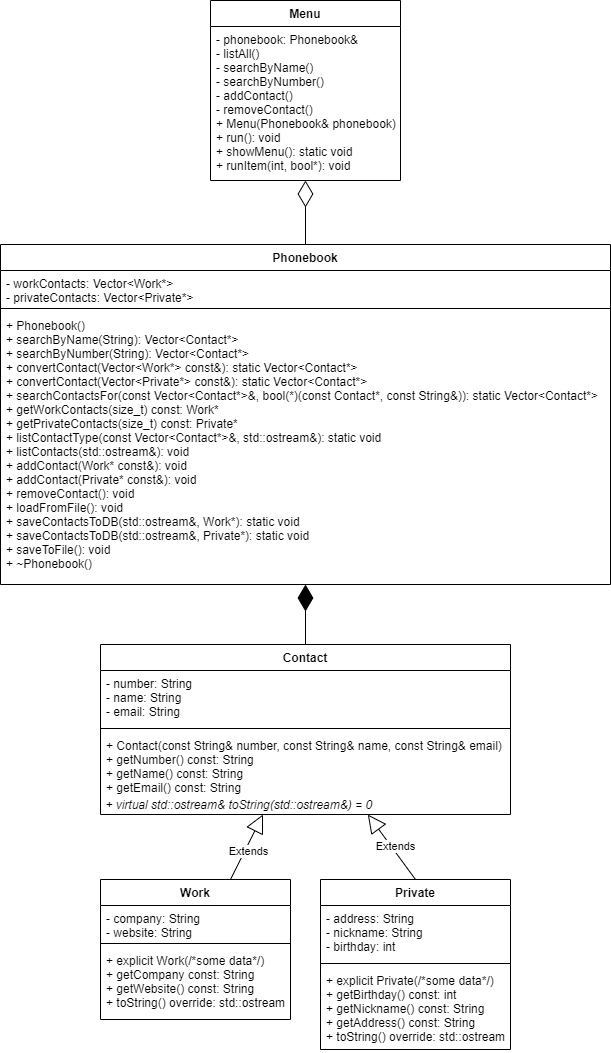 Menu
- phonebook: Phonebook&
- listAll()
- searchByName()
- searchByNumber()
- addContact()
- removeContact()
+ Menu(Phonebook& phonebook)
+ run(): void
+ showMenu(): static void
+ runItem(int, bool*): void
Phonebook
- workContacts: Vector<Work*>
- privateContacts: Vector<Private*>
+ Phonebook()
+ searchByName(String): Vector<Contact*>
+ searchByNumber(String): Vector<Contact*>
+ convertContact(Vector<Work*> const&): static Vector<Contact*>
+ convertContact(Vector<Private*> const&): static Vector<Contact*>
+ searchContactsFor(const Vector<Contact*>&, bool(*)(const Contact*, const String&)): static Vector<Contact*>
+ getWorkContacts(size_t) const: Work*
+ getPrivateContacts(size_t) const: Private*
+ listContactType(const Vector<Contact*>&, std::ostream&): static void
+ listContacts(std::ostream&): void
+ addContact(Work* const&): void
+ addContact(Private* const&): void
+ removeContact(): void
+ loadFromFile(): void
+ saveContactsToDB(std::ostream&, Work*): static void
+ saveContactsToDB(std::ostream&, Private*): static void
+ saveToFile(): void
+ ~Phonebook()
Contact
- number: String
- name: String
- email: String
+ Contact(const String& number, const String& name, const String& email)
+ getNumber() const: String
+ getName() const: String
+ getEmail() const: String
+ virtual std::ostream& toString(std::ostream&) = 0
Extends
Extends
Work
- company: String
- website: String
+ explicit Work(/*some data*/)
+ getCompany const: String
+ getWebsite() const: String
+ toString() override: std::ostream
Private
- address: String
- nickname: String
- birthday: int
+ explicit Private(/*some data*/)
+ getBirthday() const: int
+ getNickname() const: String
+ getAddress() const: String
+ toString() override: std::ostream